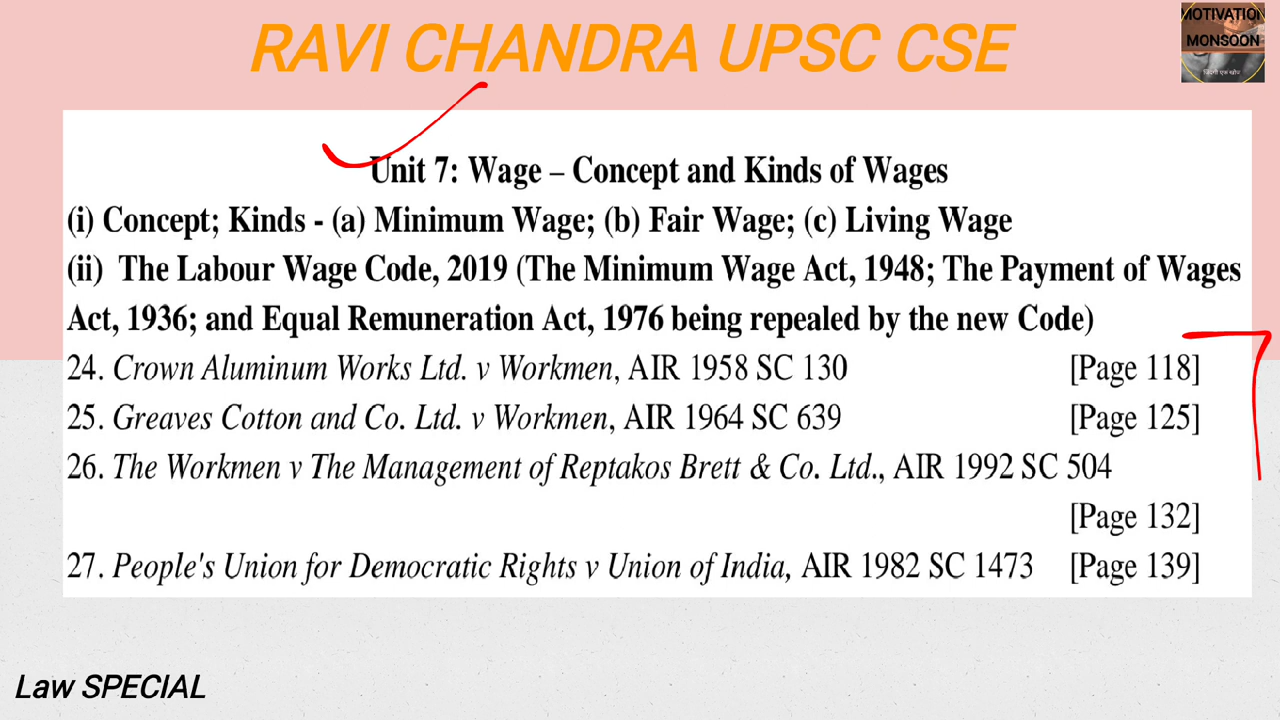 RAVI CHANDRA UPSC CSE
MOTIVATION
MONSOON
Unit 7: Wage – Concept and Kinds of Wages
(i) Concept; Kinds - (a) Minimum Wage; (b) Fair Wage; (c) Living Wage
(ii) The Labour Wage Code, 2019 (The Minimum Wage Act, 1948; The Payment of Wages
Act, 1936; and Equal Remuneration Act, 1976 being repealed by the new Code)
24. Crown Aluminum Works Ltd. v Workmen, AIR 1958 SC 130 [Page 118]
25. Greaves Cotton and Co. Ltd. v Workmen, AIR 1964 SC 639 [Page 125]
26. The Workmen v The Management of Reptakos Brett & Co. Ltd., AIR 1992 SC 504
[Page 132]
27. People's Union for Democratic Rights v Union of India, AIR 1982 SC 1473 [Page 139]
Law SPECIAL